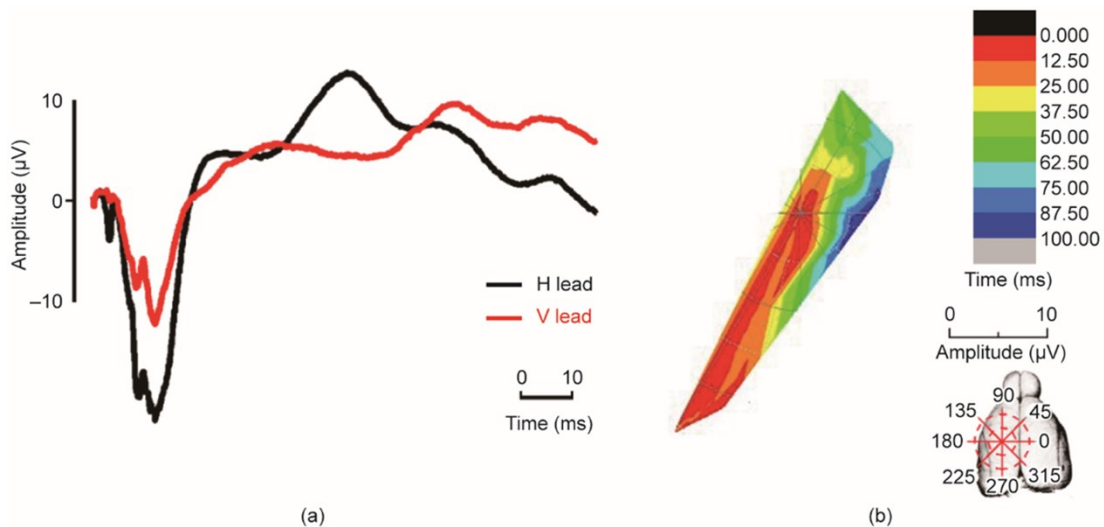 Amplitude (μV)
10
0
–10
H lead
V lead
0 10
Time (ms)
(a)
0.000
12.50
25.00
37.50
50.00
62.50
75.00
87.50
100.00
Time (ms)
0 10
Amplitude (μV)
90
135 45
180 0
225 315
270
(b)